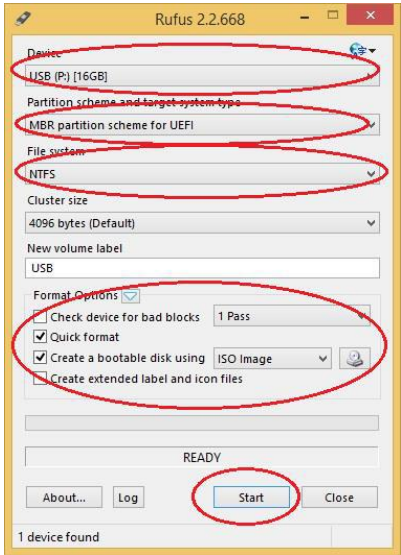 Rufus 2.2.668
Device
USB (P:) [16GB]
Partition scheme and target system type
MBR partition scheme for UEFI
File system
NTFS
Cluster size
4096 bytes (Default)
New volume label
USB
Format Options
Check device for bad blocks 1 Pass
Quick format
Create a bootable disk using ISO Image
Create extended label and icon files
READY
About... Log Start Close
1 device found